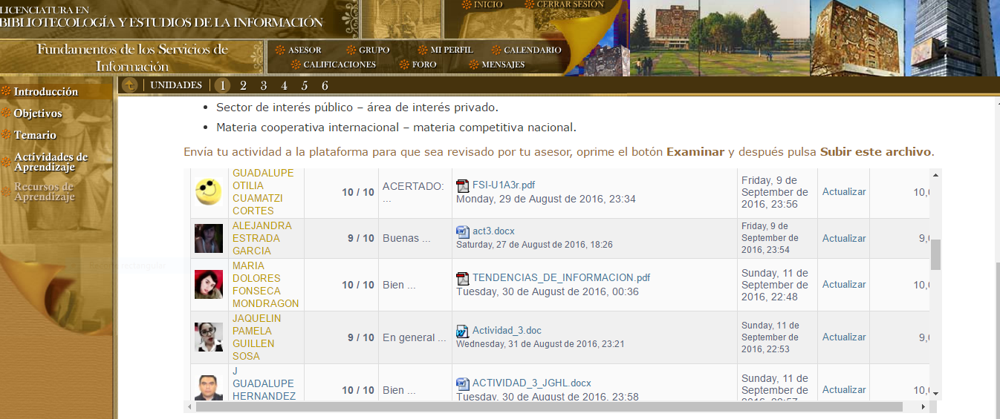 LICENCIATURA EN
BIBLIOTECOLOGÍA Y ESTUDIOS DE LA INFORMACIÓN
INICIO
CERRAR SESIÓN
Fundamentos de los Servicios de
Información
ASESOR
GRUPO
MI PERFIL
CALENDARIO
CALIFICACIONES
FORO
MENSAJES
UNIDADES 1 2 3 4 5 6
Introducción
Objetivos
Temario
Actividades de
Aprendizaje
Recursos de
Aprendizaje
• Sector de interés público – área de interés privado.
• Materia cooperativa internacional – materia competitiva nacional.
Envía tu actividad a la plataforma para que sea revisado por tu asesor, oprime el botón Examinar y después pulsa Subir este archivo.
GUADALUPE
OTILIA
CUAMATZI
CORTES
10 / 10
ACERTADO:
...
FSI-U1A3r.pdf
Monday, 29 de August de 2016, 23:34
Friday, 9 de
September de
2016, 23:56
Actualizar
10,
ALEJANDRA
ESTRADA
GARCIA
9 / 10
Buenas ...
act3.docx
Saturday, 27 de August de 2016, 18:26
Friday, 9 de
September de
2016, 23:54
Actualizar
9,
MARIA
DOLORES
FONSECA
MONDRAGON
10 / 10
Bien ...
TENDENCIAS_DE_INFORMACION.pdf
Tuesday, 30 de August de 2016, 00:36
Sunday, 11 de
September de
2016, 22:48
Actualizar
10,
JAQUELIN
PAMELA
GUILLEN
SOSA
9 / 10
En general ...
Actividad_3.doc
Wednesday, 31 de August de 2016, 23:21
Sunday, 11 de
September de
2016, 22:53
Actualizar
9,
J
GUADALUPE
HERNANDEZ
10 / 10
Bien ...
ACTIVIDAD_3_JGHL.docx
Tuesday, 30 de August de 2016, 23:58
Sunday, 11 de
September de
Actualizar
10,